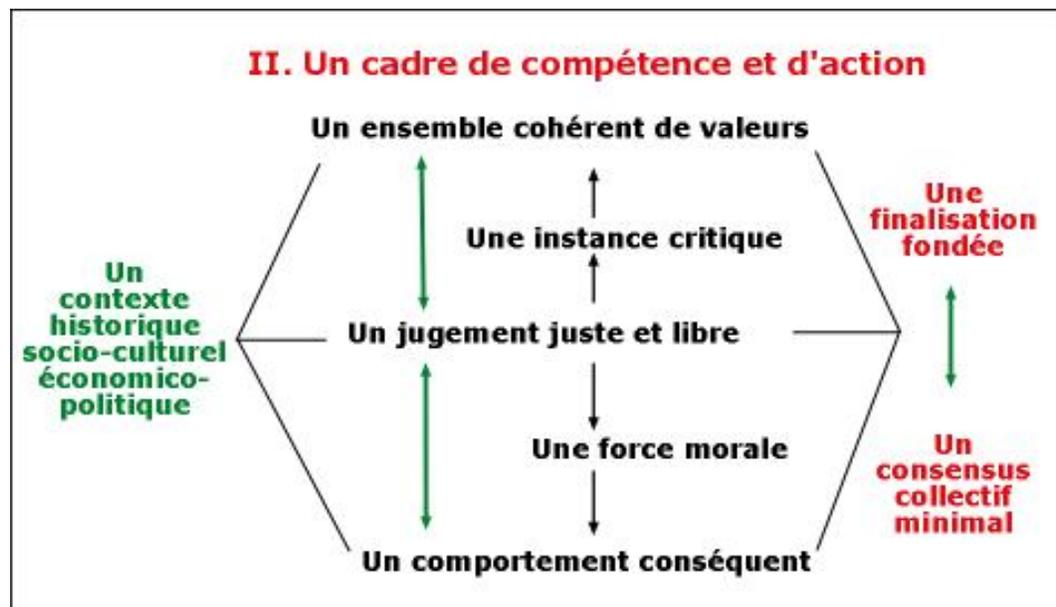 II. Un cadre de compétence et d'action
Un ensemble cohérent de valeurs
Une instance critique
Un jugement juste et libre
Une force morale
Un comportement conséquent
Un
contexte
historique
socio-culturel
économico-
politique
Une
finalisation
fondée
Un
consensus
collectif
minimal